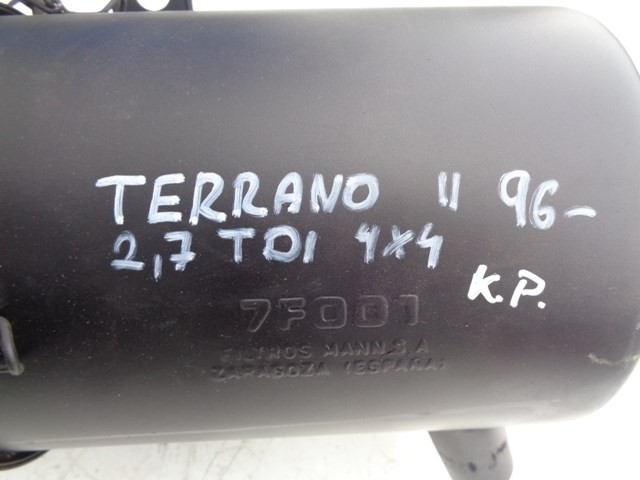 TERRANO II 96-
2,7 TDI 4x4
K.P.
7F001
FILTROS MANN.S A
ZARAGOZA (ESPAÑA)